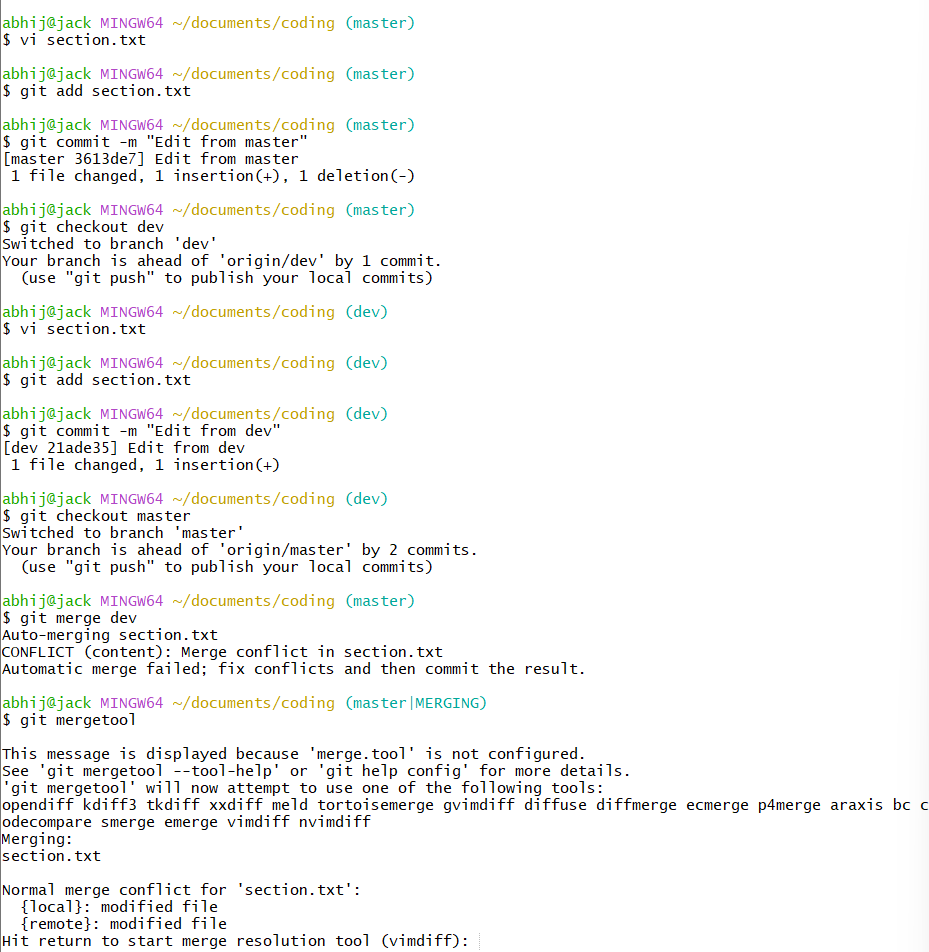 abhij@jack MINGW64 ~/documents/coding (master)
$ vi section.txt
abhij@jack MINGW64 ~/documents/coding (master)
$ git add section.txt
abhij@jack MINGW64 ~/documents/coding (master)
$ git commit -m "Edit from master"
[master 3613de7] Edit from master
 1 file changed, 1 insertion(+), 1 deletion(-)
abhij@jack MINGW64 ~/documents/coding (master)
$ git checkout dev
Switched to branch 'dev'
Your branch is ahead of 'origin/dev' by 1 commit.
  (use "git push" to publish your local commits)
abhij@jack MINGW64 ~/documents/coding (dev)
$ vi section.txt
abhij@jack MINGW64 ~/documents/coding (dev)
$ git add section.txt
abhij@jack MINGW64 ~/documents/coding (dev)
$ git commit -m "Edit from dev"
[dev 21ade35] Edit from dev
 1 file changed, 1 insertion(+)
abhij@jack MINGW64 ~/documents/coding (dev)
$ git checkout master
Switched to branch 'master'
Your branch is ahead of 'origin/master' by 2 commits.
  (use "git push" to publish your local commits)
abhij@jack MINGW64 ~/documents/coding (master)
$ git merge dev
Auto-merging section.txt
CONFLICT (content): Merge conflict in section.txt
Automatic merge failed; fix conflicts and then commit the result.
abhij@jack MINGW64 ~/documents/coding (master|MERGING)
$ git mergetool
This message is displayed because 'merge.tool' is not configured.
See 'git mergetool --tool-help' or 'git help config' for more details.
'git mergetool' will now attempt to use one of the following tools:
opendiff kdiff3 tkdiff xxdiff meld tortoisemerge gvimdiff diffuse diffmerge ecmerge p4merge araxis bc c
odecompare smerge emerge vimdiff nvimdiff
Merging:
section.txt
Normal merge conflict for 'section.txt':
  {local}: modified file
  {remote}: modified file
Hit return to start merge resolution tool (vimdiff):